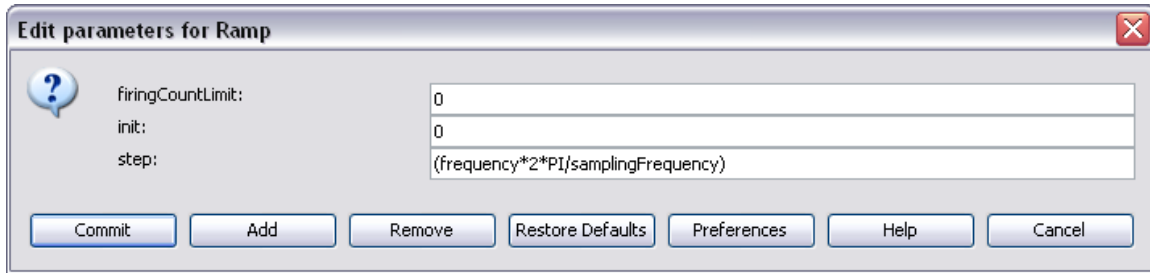 Edit parameters for Ramp
firingCountLimit: 0
init: 0
step: (frequency*2*PI/samplingFrequency)
Commit Add Remove Restore Defaults Preferences Help Cancel